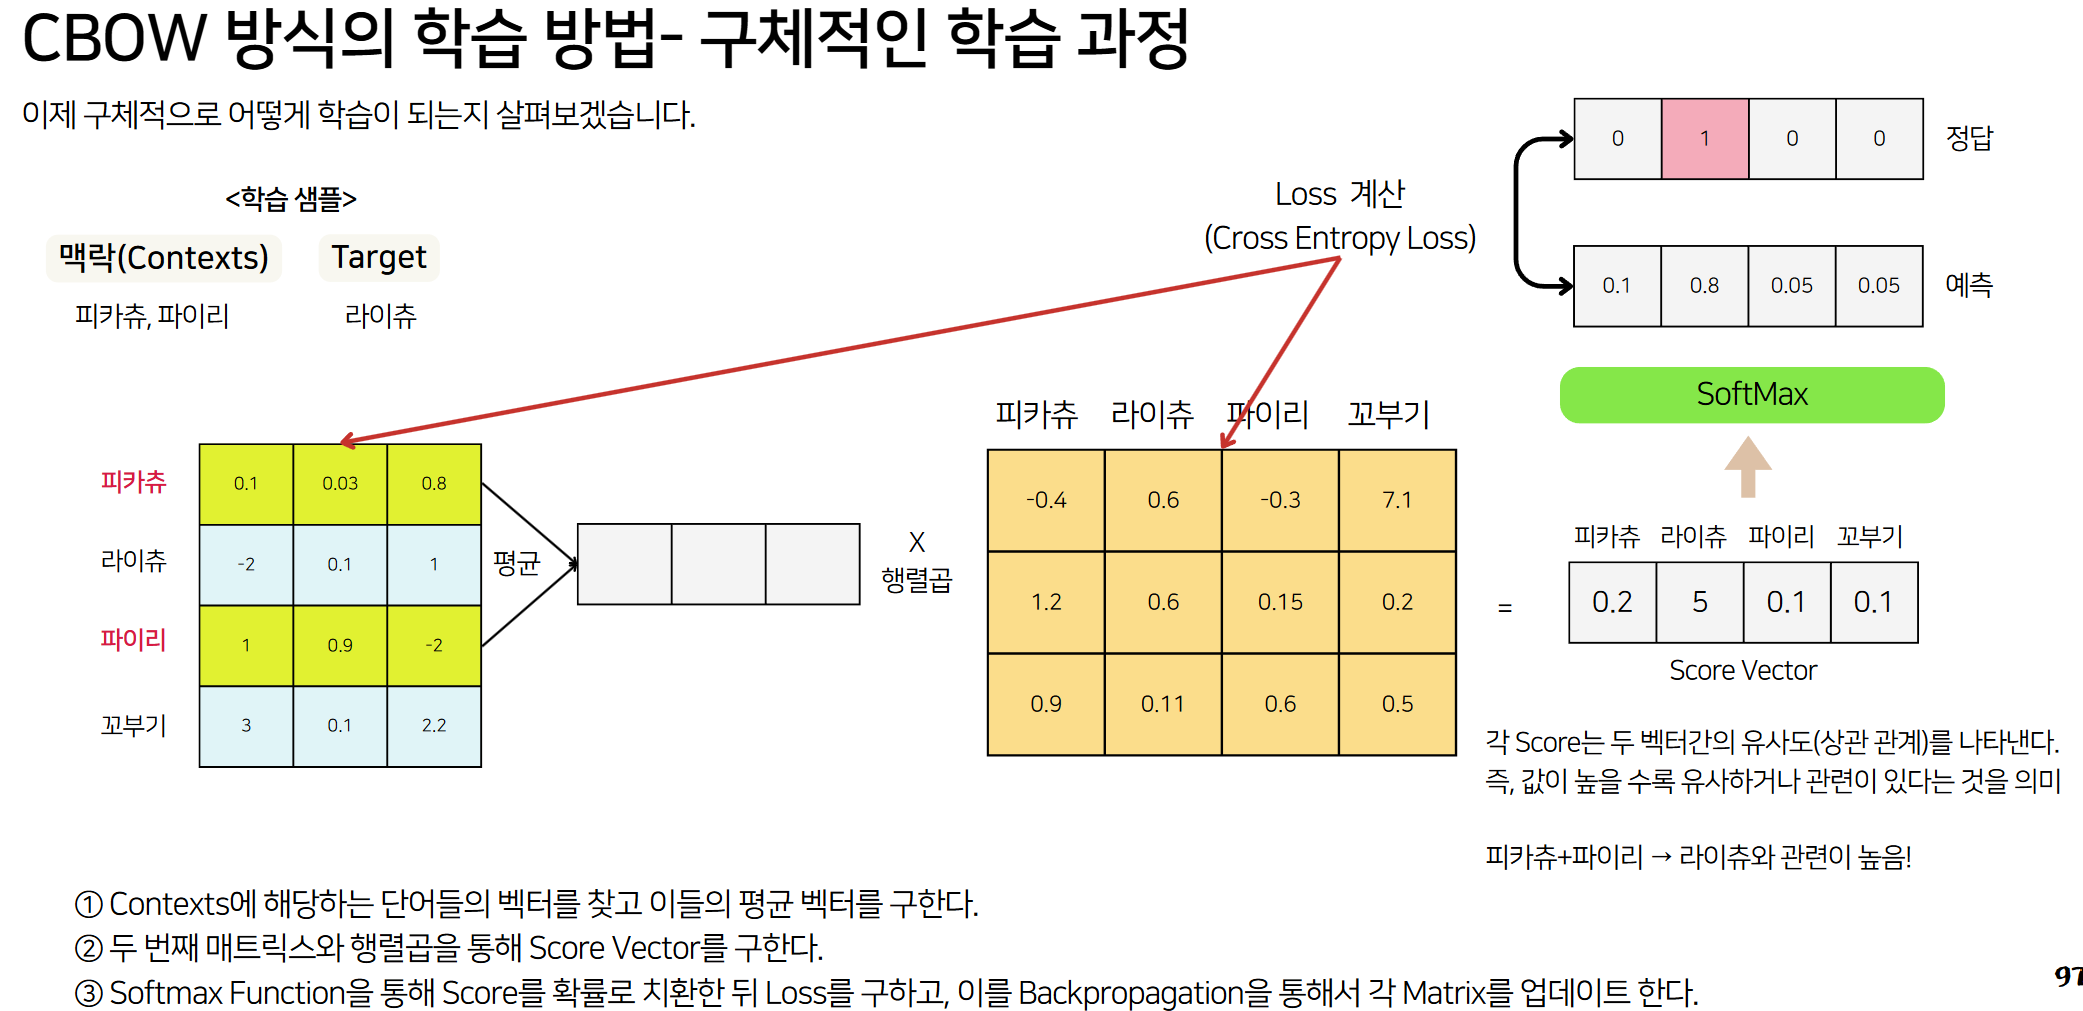 CBOW 방식의 학습 방법- 구체적인 학습 과정
이제 구체적으로 어떻게 학습이 되는지 살펴보겠습니다.
<학습 샘플>
맥락(Contexts) Target
피카츄, 파이리 라이츄
Loss 계산
(Cross Entropy Loss)
0 1 0 0 정답
0.1 0.8 0.05 0.05 예측
SoftMax
피카츄 0.1 0.03 0.8
라이츄 -2 0.1 1
파이리 1 0.9 -2
꼬부기 3 0.1 2.2
평균
X
행렬곱
피카츄 라이츄 파이리 꼬부기
-0.4 0.6 -0.3 7.1
1.2 0.6 0.15 0.2
0.9 0.11 0.6 0.5
=
피카츄 라이츄 파이리 꼬부기
0.2 5 0.1 0.1
Score Vector
각 Score는 두 벡터간의 유사도(상관 관계)를 나타낸다.
즉, 값이 높을 수록 유사하거나 관련이 있다는 것을 의미
피카츄+파이리 → 라이츄와 관련이 높음!
① Contexts에 해당하는 단어들의 벡터를 찾고 이들의 평균 벡터를 구한다.
② 두 번째 매트릭스와 행렬곱을 통해 Score Vector를 구한다.
③ Softmax Function을 통해 Score를 확률로 치환한 뒤 Loss를 구하고, 이를 Backpropagation을 통해서 각 Matrix를 업데이트 한다.